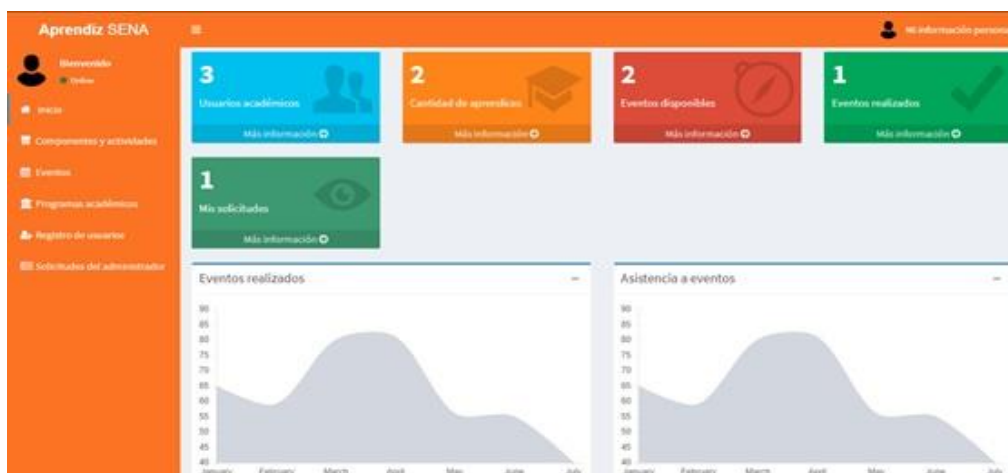 Aprendiz SENA
Mi información persona
Bienvenido
Online
Inicio
Componentes y actividades
Eventos
Programas académicos
Registro de usuarios
Solicitudes del administrador
3
Usuarios académicos
Más información
2
Cantidad de aprendices
Más información
2
Eventos disponibles
Más información
1
Eventos realizados
Más información
1
Mis solicitudes
Más información
Eventos realizados
90
85
80
75
70
65
60
55
50
45
40
January February March April May June July
Asistencia a eventos
90
85
80
75
70
65
60
55
50
45
40
January February March April May June July